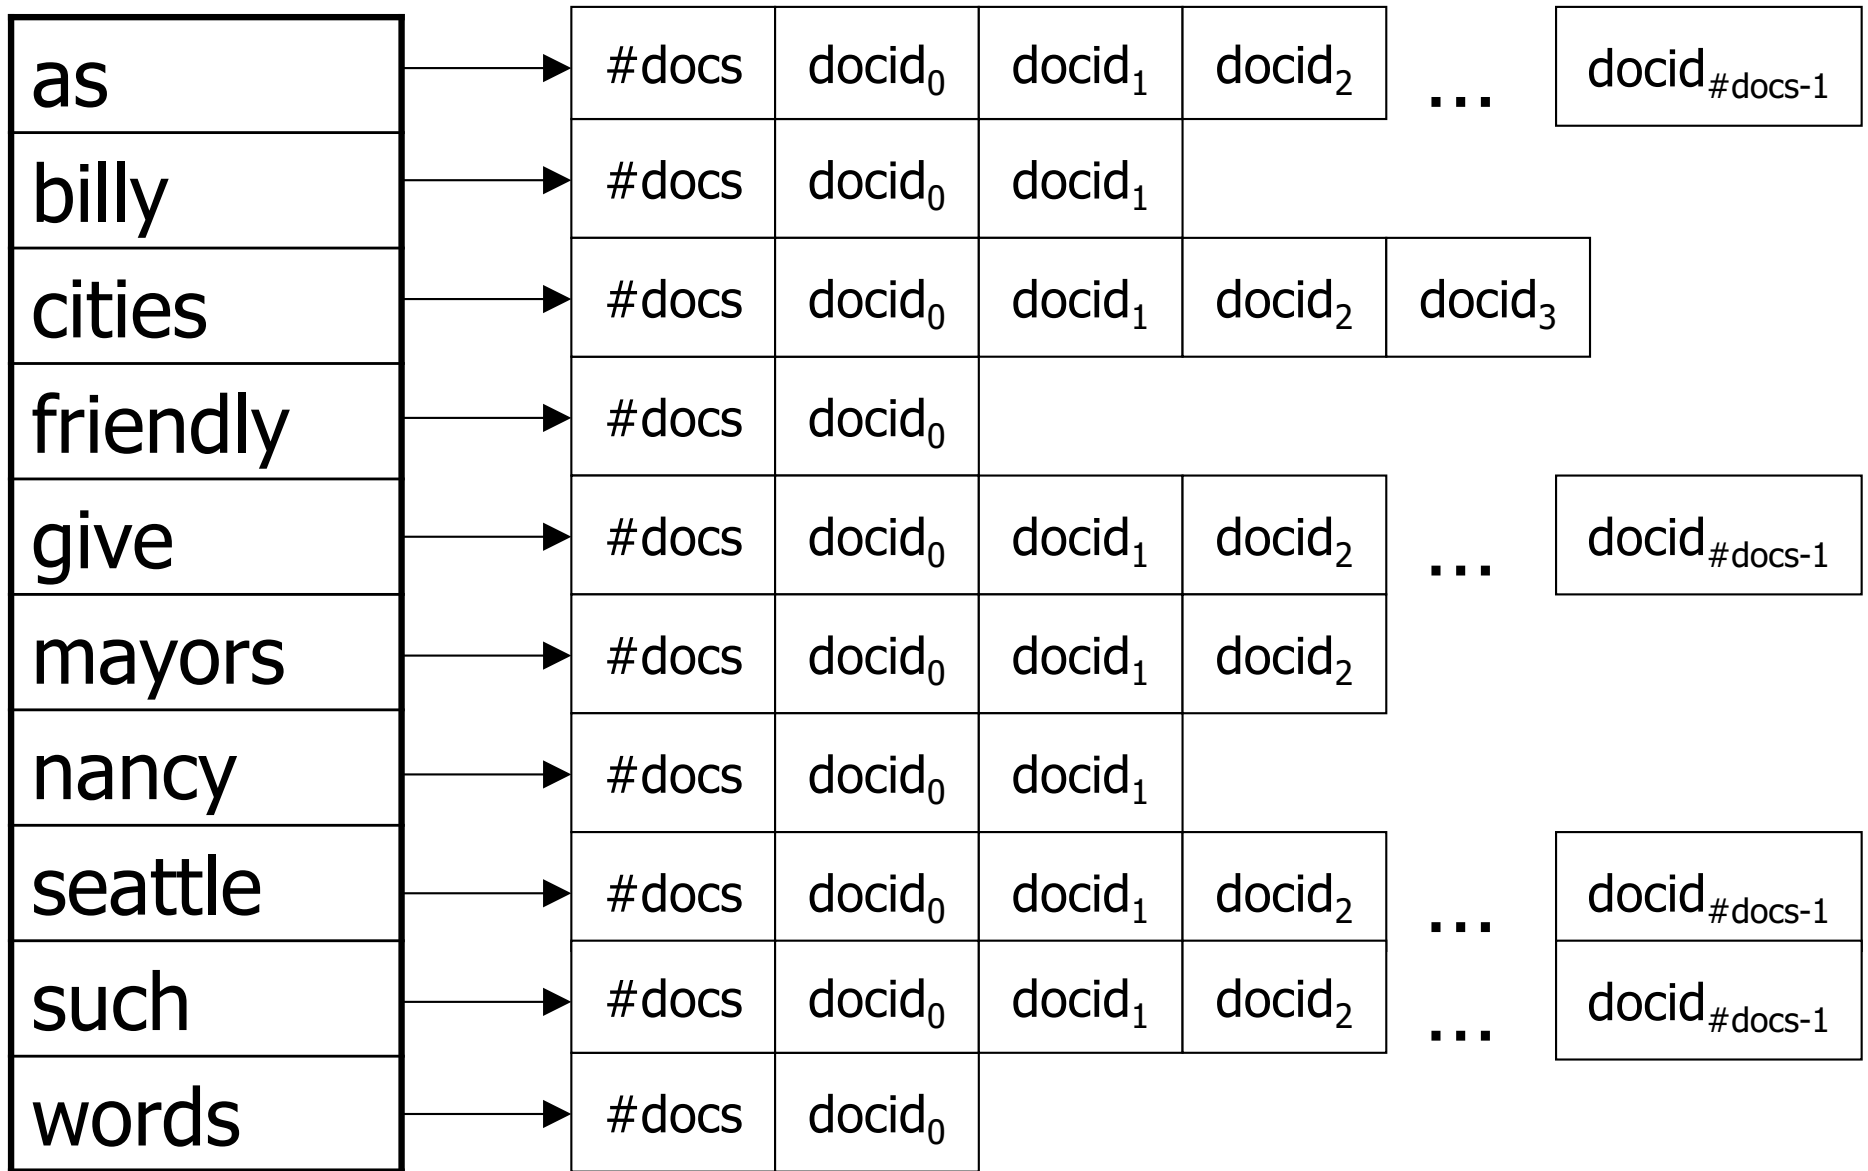 as #docs docid0 docid1 docid2 ... docid#docs-1
billy #docs docid0 docid1
cities #docs docid0 docid1 docid2 docid3
friendly #docs docid0
give #docs docid0 docid1 docid2 ... docid#docs-1
mayors #docs docid0 docid1 docid2
nancy #docs docid0 docid1
seattle #docs docid0 docid1 docid2 ... docid#docs-1
such #docs docid0 docid1 docid2 ... docid#docs-1
words #docs docid0